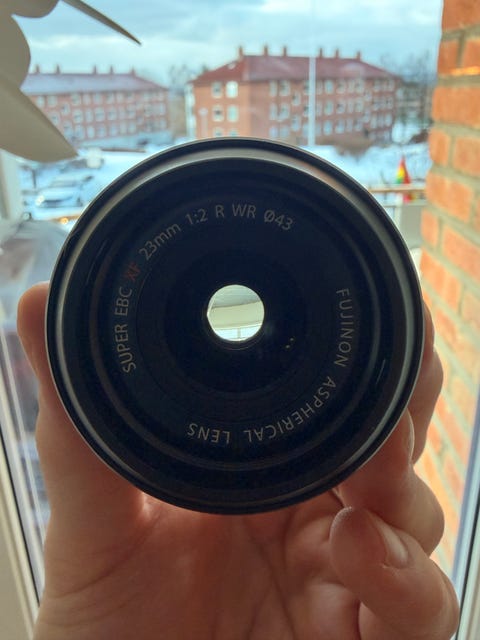 SUPER EBC XF 23mm 1:2 R WR Ø43
FUJINON ASPHERICAL LENS